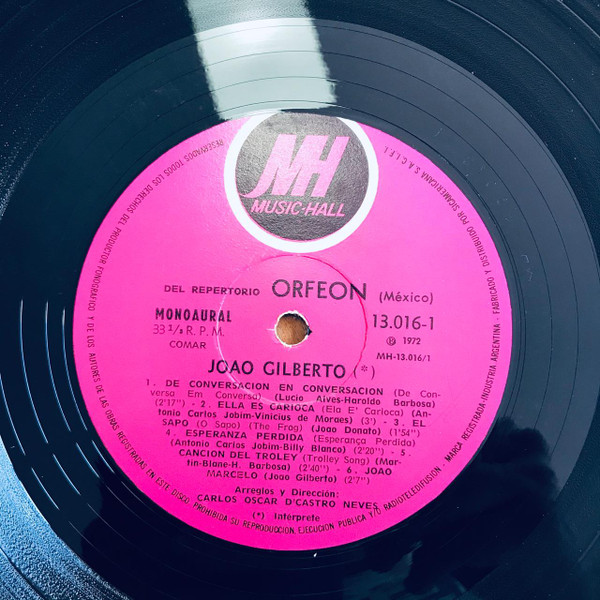 MH
MUSIC-HALL
DEL REPERTORIO ORFEON (México)
MONOAURAL
33 1/3 R. P. M.
COMAR
13.016-1
℗ 1972
MH-13.016/1
JOAO GILBERTO (*)
1. DE CONVERSACION EN CONVERSACION (De Con-
versa Em Conversa) (Lucio Alves-Haroldo Barbosa)
(2'17") - 2. ELLA ES CARIOCA (Ela E' Carioca) (An-
tonio Carlos Jobim-Vinicius de Moraes) (3') - 3. EL
SAPO (O Sapo) (The Frog) (Joao Donato) (1'54")
4. ESPERANZA PERDIDA (Esperança Perdida)
(Antonio Carlos Jobim-Billy Blanco) (2'20") - 5.
CANCION DEL TROLEY (Trolley Song) (Mar-
tin-Blane-H. Barbosa) (2'40") - 6. JOAO
MARCELO (Joao Gilberto) (2'7")
Arreglos y Dirección:
CARLOS OSCAR D'CASTRO NEVES
(*) Intérprete
RESERVADOS TODOS LOS DERECHOS DEL PRODUCTOR FONOGRAFICO Y DE LOS AUTORES DE LAS OBRAS REGISTRADAS EN ESTE DISCO. PROHIBIDA SU REPRODUCCION, EJECUCION PUBLICA Y/O RADIOTELEDIFUSION - MARCA REGISTRADA-INDUSTRIA ARGENTINA - FABRICADO Y DISTRIBUIDO POR SICAMERICANA S.A.C.I.F.I.